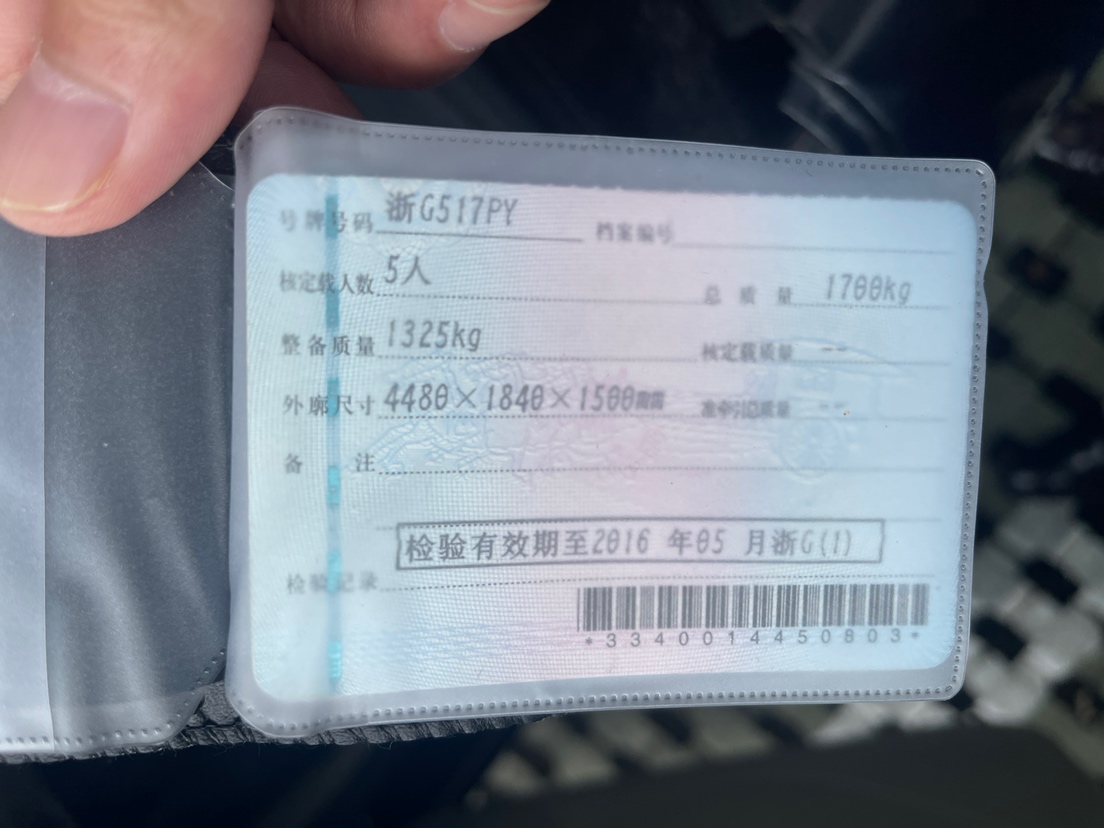 号牌号码 浙G517PY 档案编号
核定载人数 5人 总质量 1700kg
整备质量 1325kg 核定载质量 --
外廓尺寸 4480×1840×1500mm 准牵引总质量 --
备注
检验有效期至2016年05月浙G(1)
检验记录
*3340014450803*